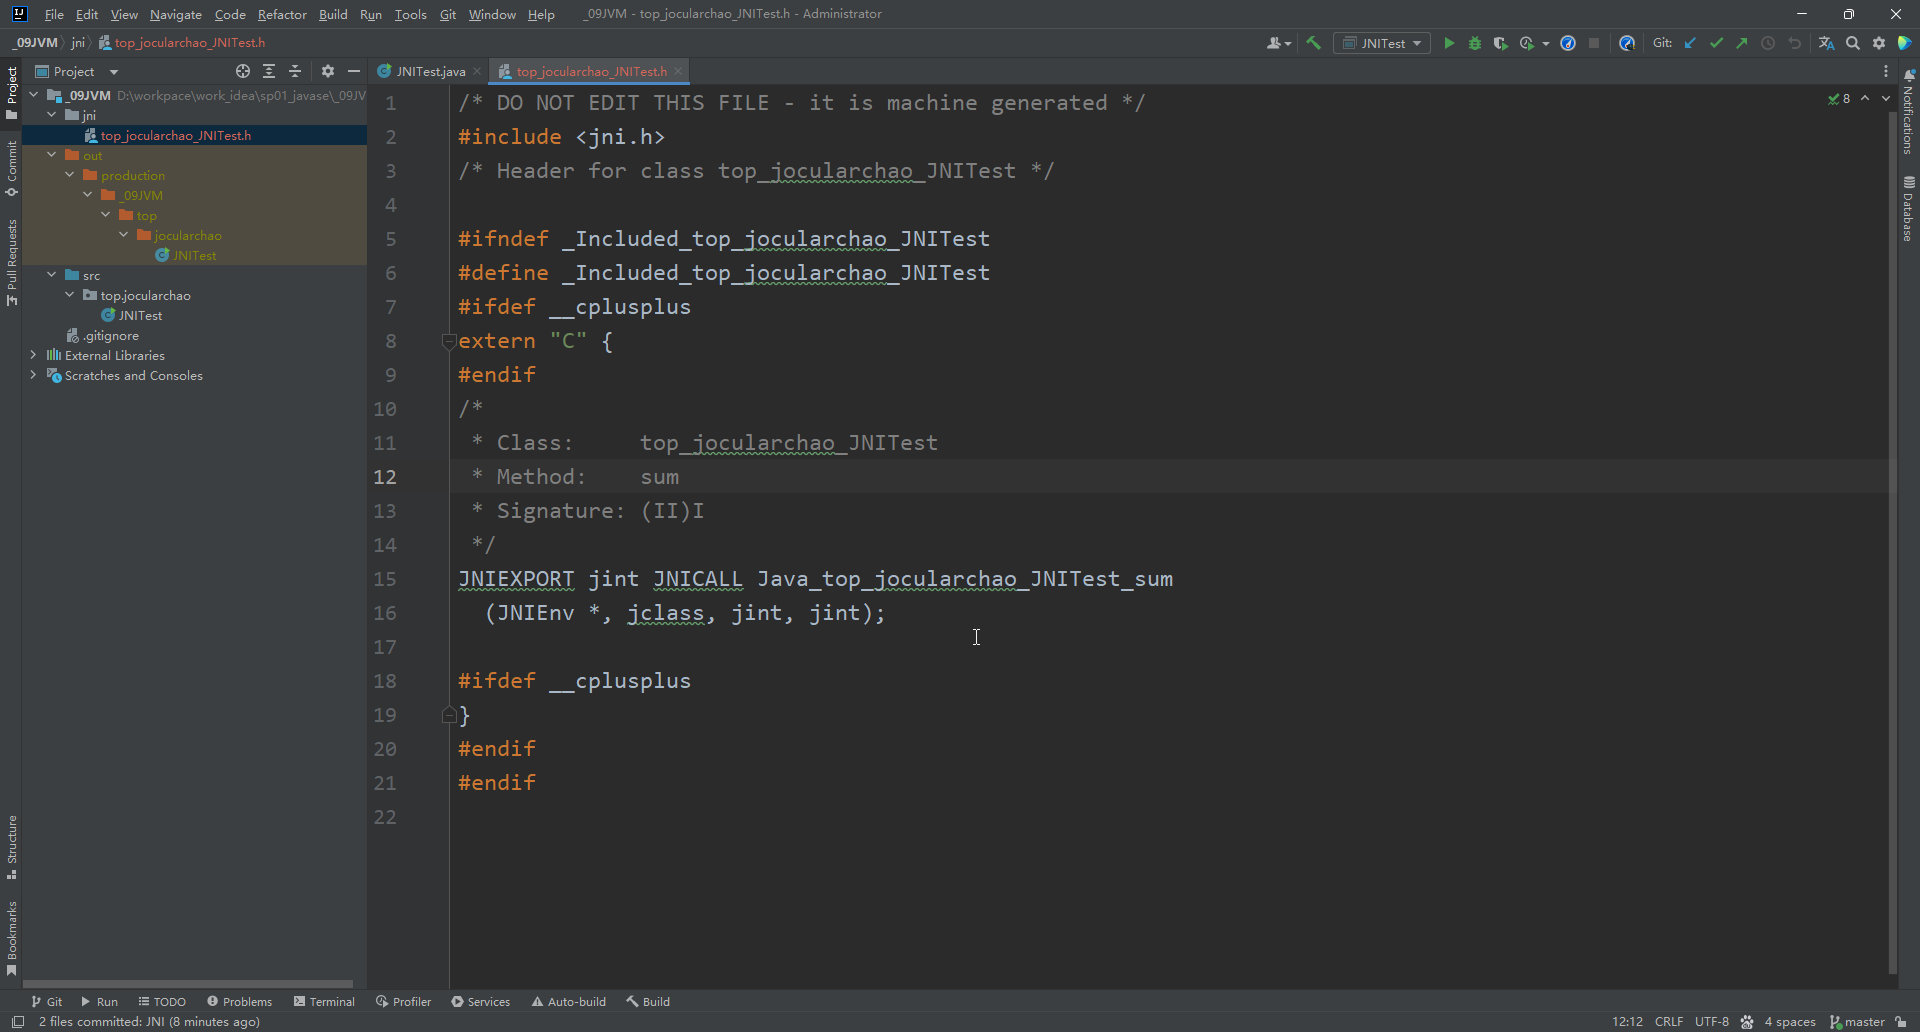 File Edit View Navigate Code Refactor Build Run Tools Git Window Help _09JVM - top_jocularchao_JNITest.h - Administrator
_09JVM jni top_jocularchao_JNITest.h JNITest Git:
Project
JNITest.java top_jocularchao_JNITest.h
_09JVM D:\workpace\work_idea\sp01_javase\_09JV
jni
top_jocularchao_JNITest.h
out
production
_09JVM
top
jocularchao
JNITest
src
top.jocularchao
JNITest
.gitignore
External Libraries
Scratches and Consoles
Project
Commit
Pull Requests
Structure
Bookmarks
1 /* DO NOT EDIT THIS FILE - it is machine generated */
2 #include <jni.h>
3 /* Header for class top_jocularchao_JNITest */
4
5 #ifndef _Included_top_jocularchao_JNITest
6 #define _Included_top_jocularchao_JNITest
7 #ifdef __cplusplus
8 extern "C" {
9 #endif
10 /*
11 * Class:     top_jocularchao_JNITest
12 * Method:    sum
13 * Signature: (II)I
14 */
15 JNIEXPORT jint JNICALL Java_top_jocularchao_JNITest_sum
16   (JNIEnv *, jclass, jint, jint);
17
18 #ifdef __cplusplus
19 }
20 #endif
21 #endif
22
8
Notifications
Database
Git Run TODO Problems Terminal Profiler Services Auto-build Build
2 files committed: JNI (8 minutes ago) 12:12 CRLF UTF-8 4 spaces master